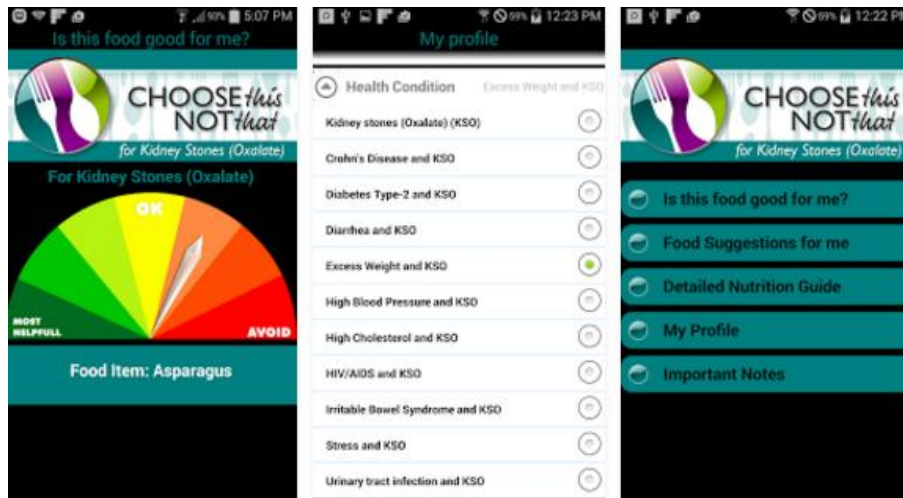 5:07 PM
Is this food good for me?
CHOOSE this
NOT that
for Kidney Stones (Oxalate)
For Kidney Stones (Oxalate)
OK
MOST
HELPFULL
AVOID
Food Item: Asparagus
12:23 PM
My profile
Health Condition Excess Weight and KSO
Kidney stones (Oxalate) (KSO)
Crohn's Disease and KSO
Diabetes Type-2 and KSO
Diarrhea and KSO
Excess Weight and KSO
High Blood Pressure and KSO
High Cholesterol and KSO
HIV/AIDS and KSO
Irritable Bowel Syndrome and KSO
Stress and KSO
Urinary tract infection and KSO
12:22 PM
CHOOSE this
NOT that
for Kidney Stones (Oxalate)
Is this food good for me?
Food Suggestions for me
Detailed Nutrition Guide
My Profile
Important Notes